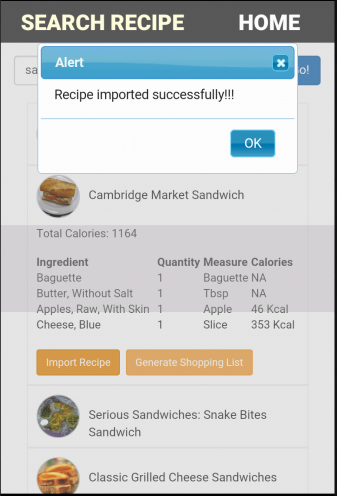 SEARCH RECIPE HOME
sa
Alert
Recipe imported successfully!!!
o!
OK
Cambridge Market Sandwich
Total Calories: 1164
Ingredient Quantity Measure Calories
Baguette 1 Baguette NA
Butter, Without Salt 1 Tbsp NA
Apples, Raw, With Skin 1 Apple 46 Kcal
Cheese, Blue 1 Slice 353 Kcal
Import Recipe Generate Shopping List
Serious Sandwiches: Snake Bites
Sandwich
Classic Grilled Cheese Sandwiches